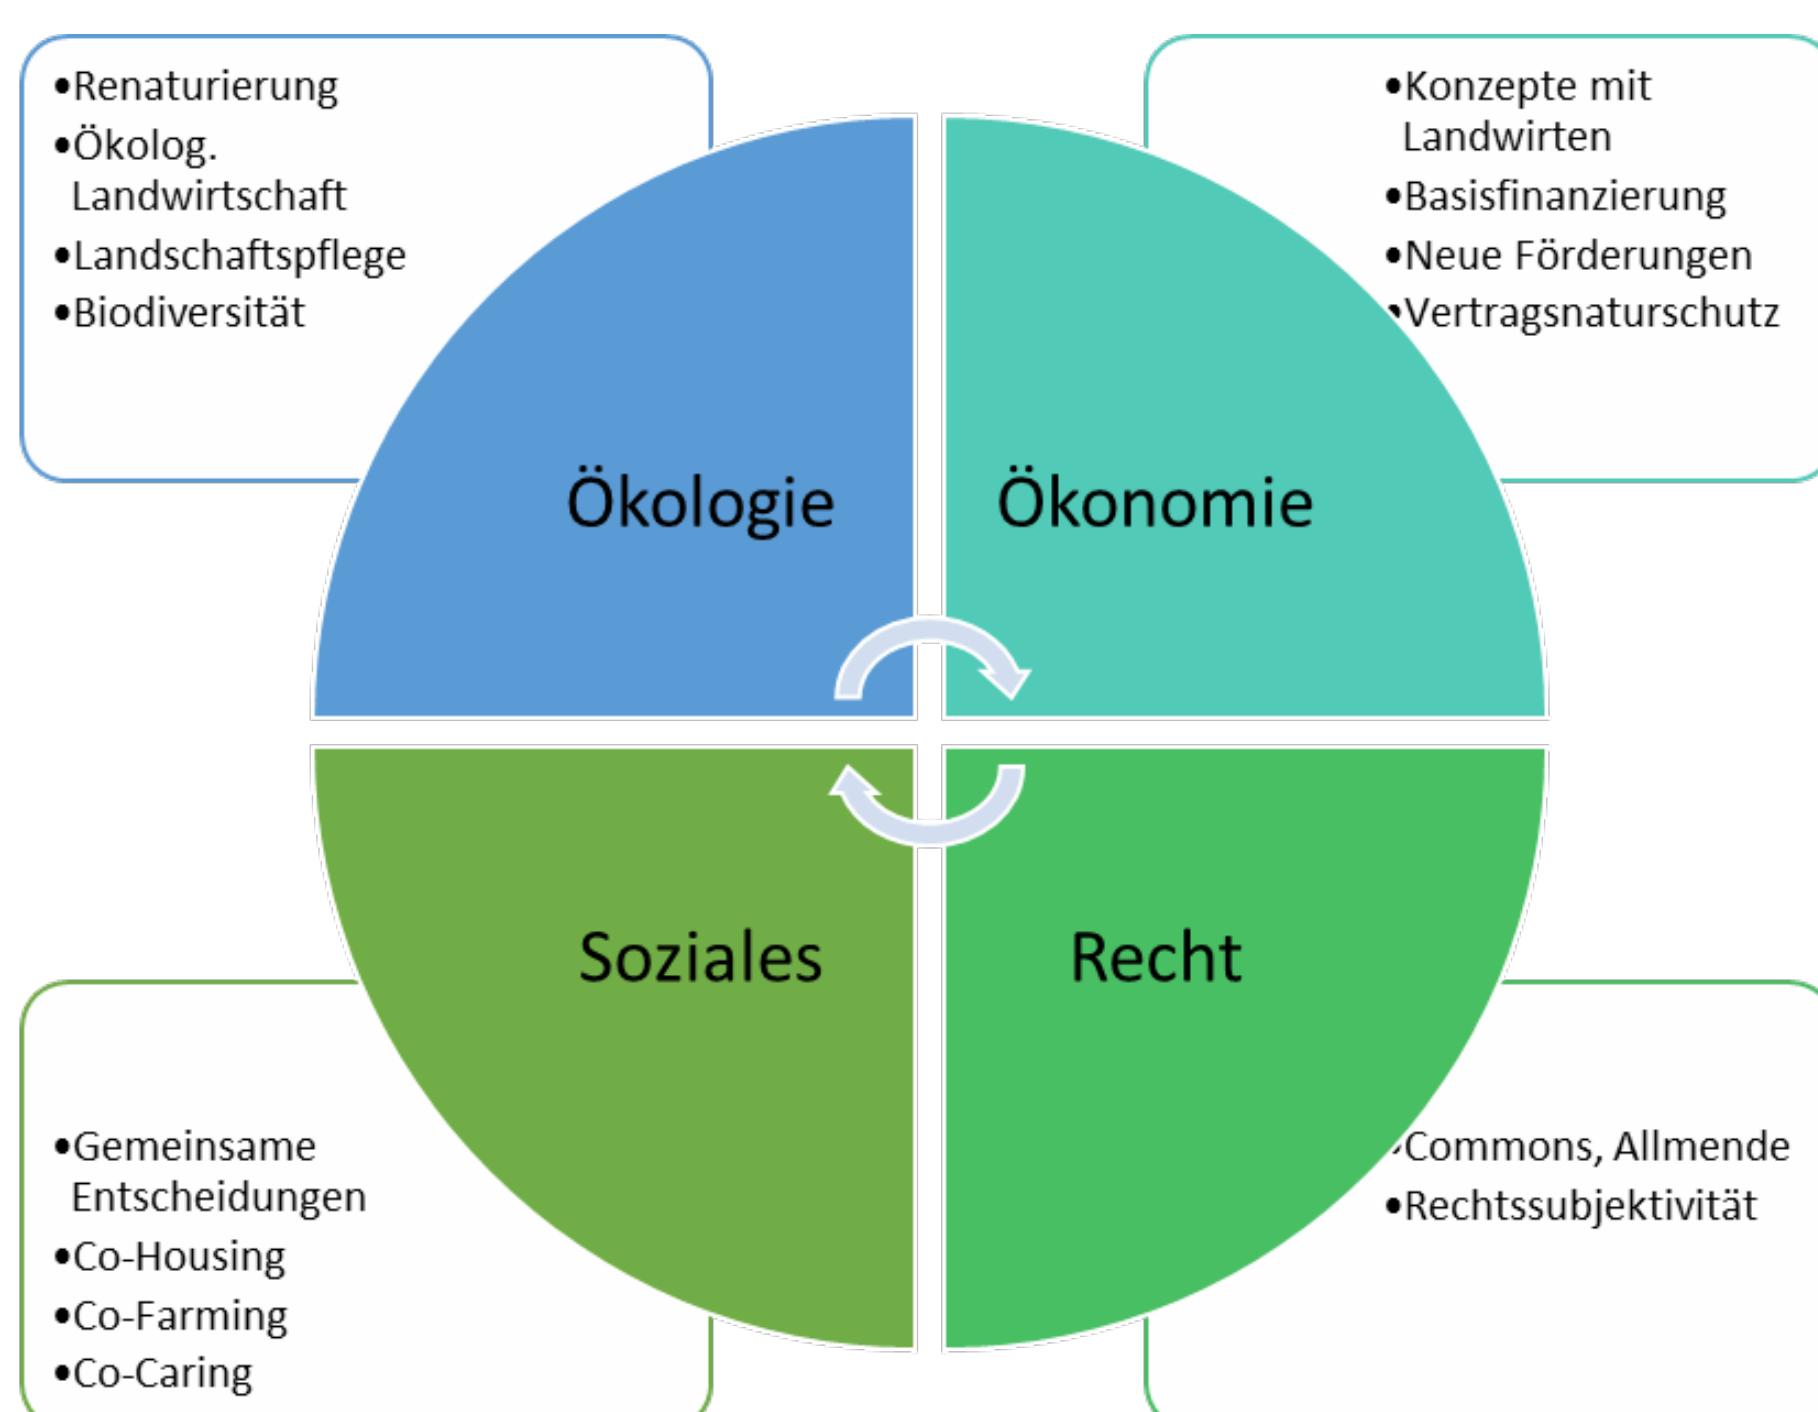 •Renaturierung
•Ökolog.
Landwirtschaft
•Landschaftspflege
•Biodiversität
•Konzepte mit
Landwirten
•Basisfinanzierung
•Neue Förderungen
•Vertragsnaturschutz
Ökologie
Ökonomie
Soziales
Recht
•Gemeinsame
Entscheidungen
•Co-Housing
•Co-Farming
•Co-Caring
•Commons, Allmende
•Rechtssubjektivität